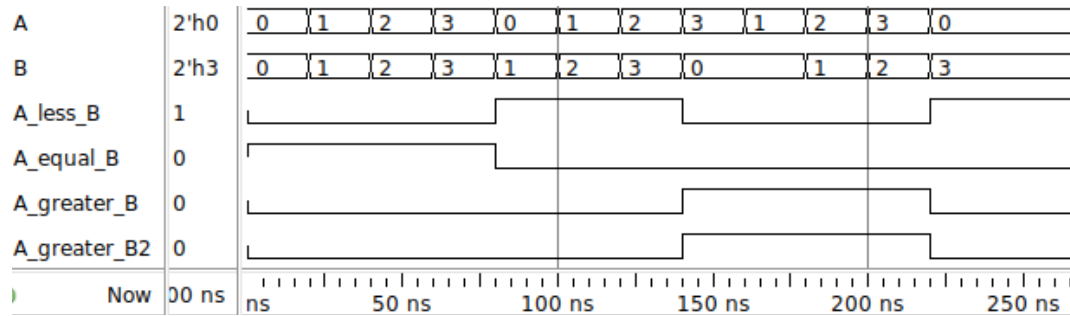 A 2'h0 0 1 2 3 0 1 2 3 1 2 3 0
B 2'h3 0 1 2 3 1 2 3 0 1 2 3
A_less_B 1
A_equal_B 0
A_greater_B 0
A_greater_B2 0
Now 00 ns ns 50 ns 100 ns 150 ns 200 ns 250 ns